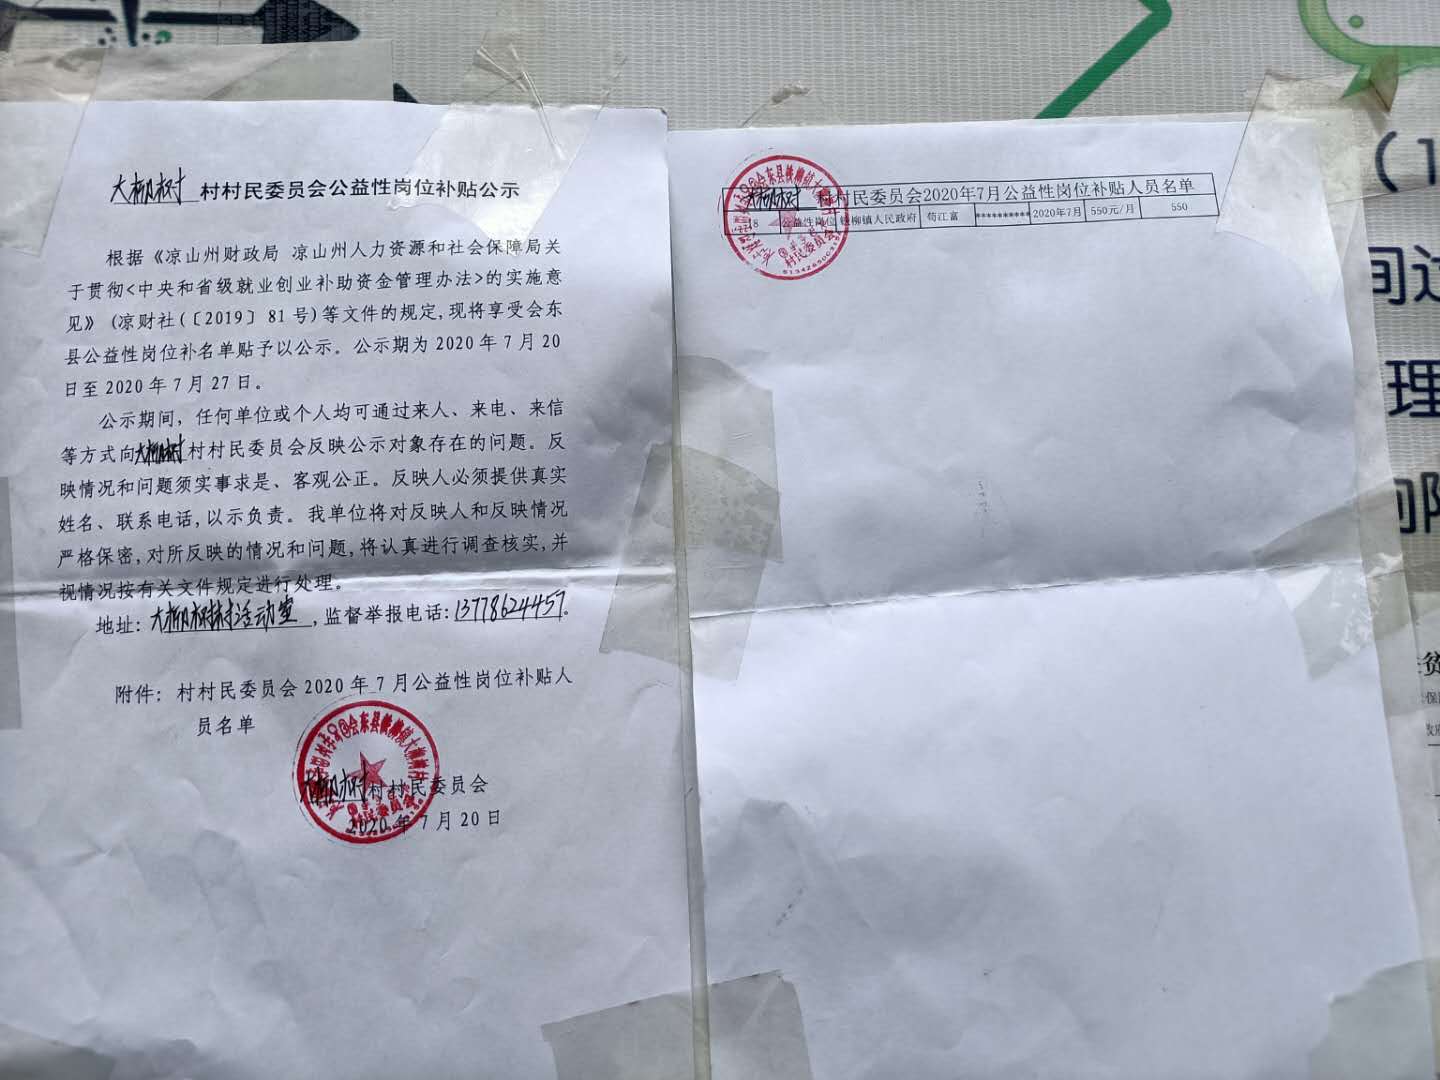 大柳树村村民委员会公益性岗位补贴公示
根据《凉山州财政局 凉山州人力资源和社会保障局关
于贯彻<中央和省级就业创业补助资金管理办法>的实施意
见》(凉财社(〔2019〕81号)等文件的规定,现将享受会东
县公益性岗位补名单贴予以公示。公示期为2020年7月20
日至2020年7月27日。
公示期间，任何单位或个人均可通过来人、来电、来信
等方式向大柳树村村民委员会反映公示对象存在的问题。反
映情况和问题须实事求是、客观公正。反映人必须提供真实
姓名、联系电话,以示负责。我单位将对反映人和反映情况
严格保密,对所反映的情况和问题,将认真进行调查核实,并
视情况按有关文件规定进行处理。
地址：大柳树村活动室,监督举报电话:13778624457。
附件：村村民委员会2020年7月公益性岗位补贴人
员名单
大柳树村村民委员会
2020年7月20日
大柳树村村民委员会2020年7月公益性岗位补贴人员名单
18 公益性岗位 铁柳镇人民政府 苟江富 ********** 2020年7月 550元/月 550
（1
间过
理